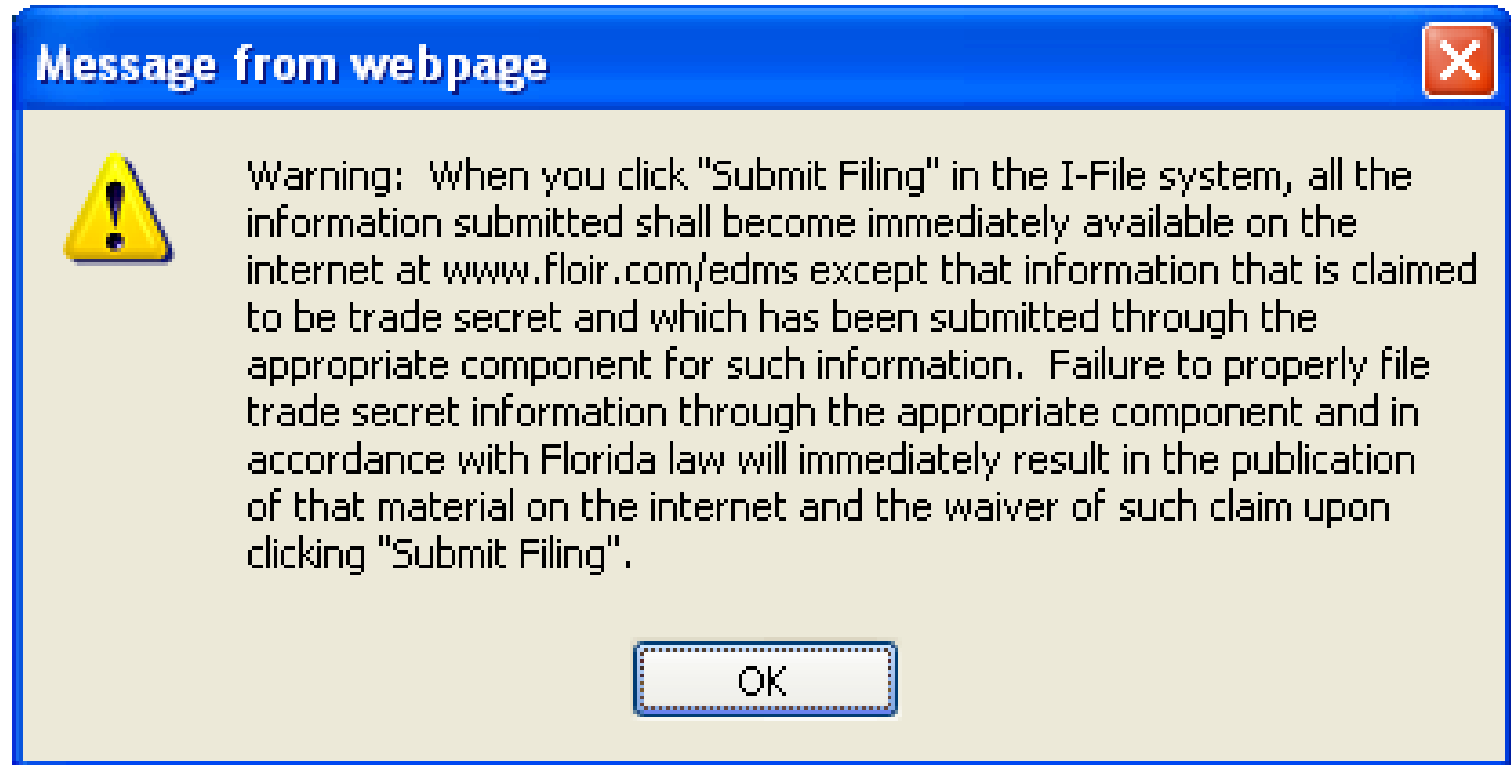 Message from webpage
Warning:  When you click "Submit Filing" in the I-File system, all the
information submitted shall become immediately available on the
internet at www.floir.com/edms except that information that is claimed
to be trade secret and which has been submitted through the
appropriate component for such information.  Failure to properly file
trade secret information through the appropriate component and in
accordance with Florida law will immediately result in the publication
of that material on the internet and the waiver of such claim upon
clicking "Submit Filing".
OK